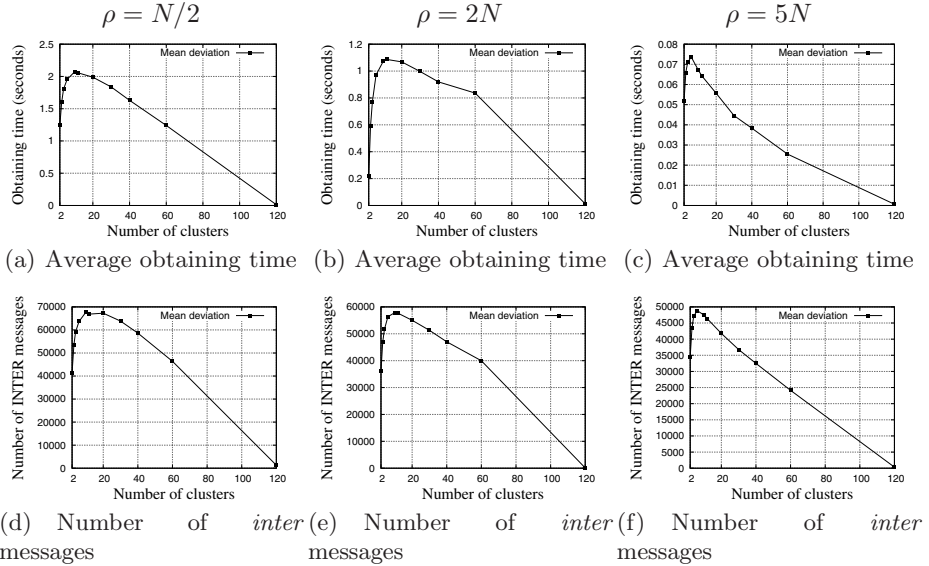 ρ = N/2
ρ = 2N
ρ = 5N
Obtaining time (seconds)
2.5
2
1.5
1
0.5
0
Mean deviation
2 20 40 60 80 100 120
Number of clusters
(a) Average obtaining time
Obtaining time (seconds)
1.2
1
0.8
0.6
0.4
0.2
0
Mean deviation
2 20 40 60 80 100 120
Number of clusters
(b) Average obtaining time
Obtaining time (seconds)
0.08
0.07
0.06
0.05
0.04
0.03
0.02
0.01
0
Mean deviation
2 20 40 60 80 100 120
Number of clusters
(c) Average obtaining time
Number of INTER messages
70000
60000
50000
40000
30000
20000
10000
0
Mean deviation
2 20 40 60 80 100 120
Number of clusters
(d) Number of inter
messages
Number of INTER messages
60000
50000
40000
30000
20000
10000
0
Mean deviation
2 20 40 60 80 100 120
Number of clusters
(e) Number of inter
messages
Number of INTER messages
50000
45000
40000
35000
30000
25000
20000
15000
10000
5000
0
Mean deviation
2 20 40 60 80 100 120
Number of clusters
(f) Number of inter
messages